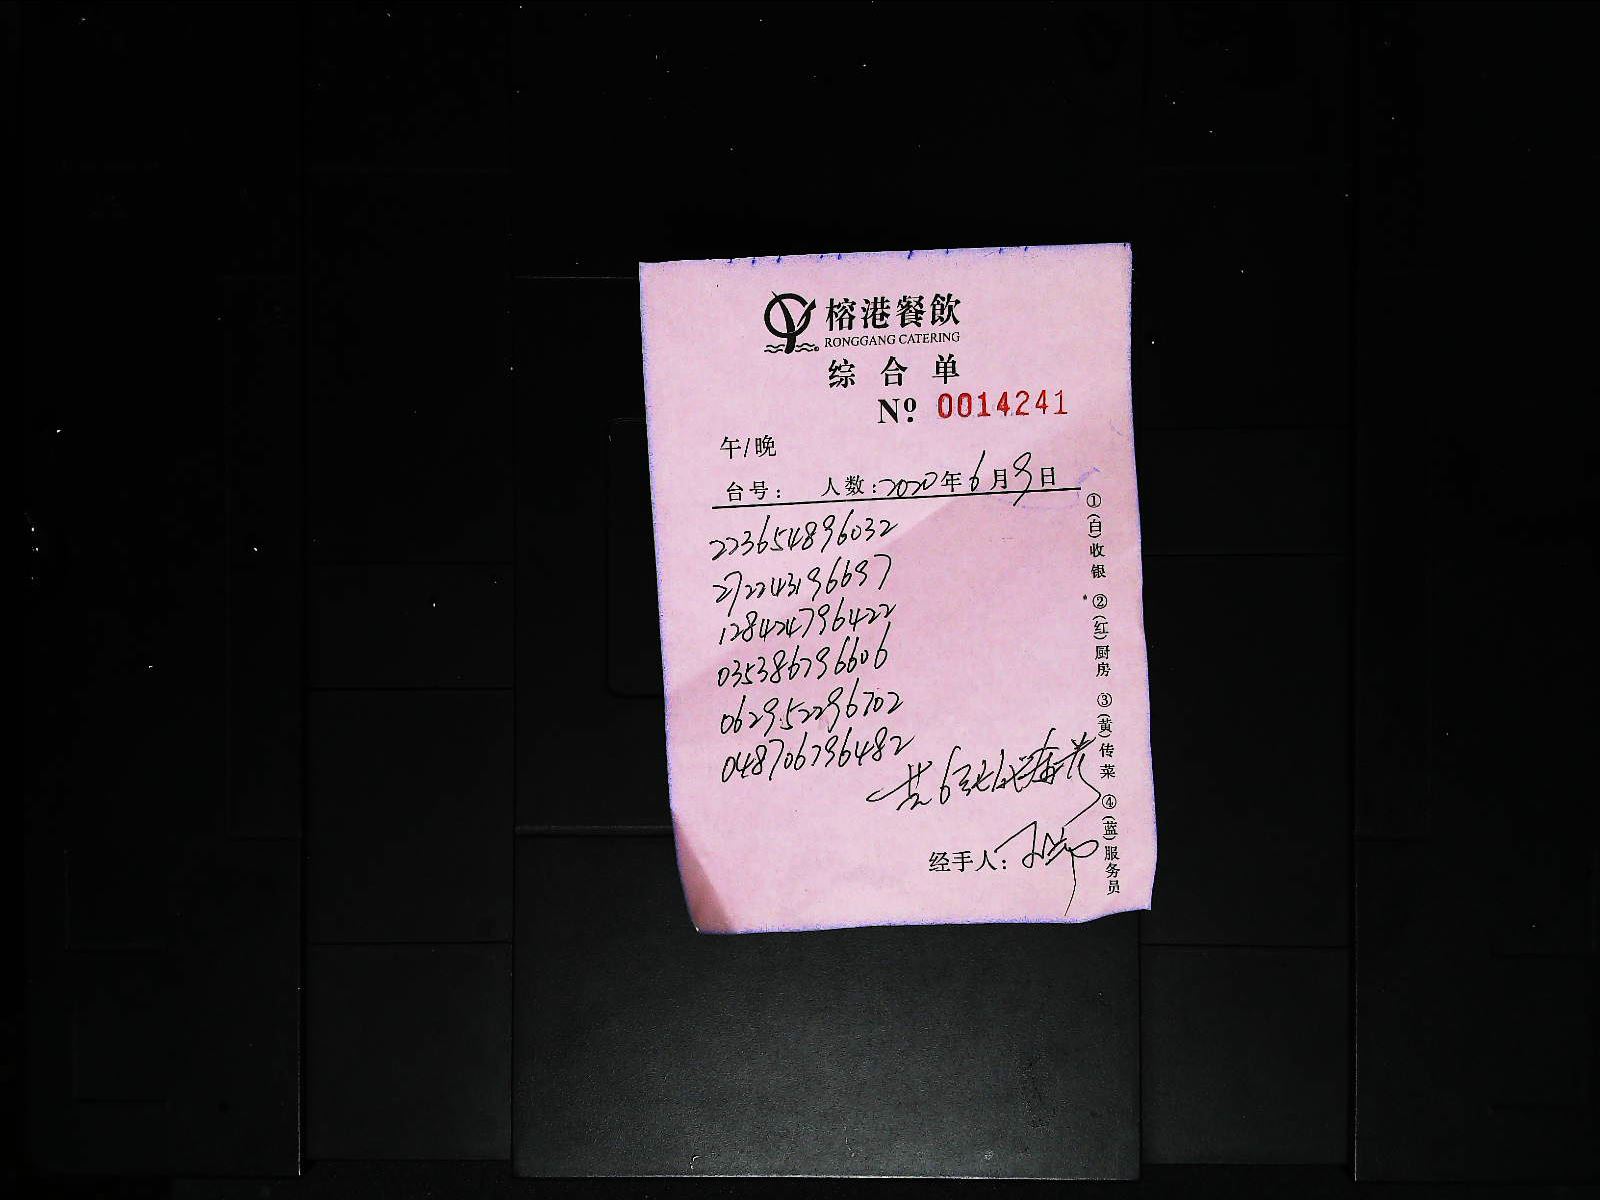 榕港餐飲
RONGGANG CATERING
综合单
Nº 0014241
午/晚
台号： 人数：2020年6月9日
223654896032
272243196697
128424796422
035386796606
062952296702
048706796482
共6
经手人：
①(白)收银 ②(红)厨房 ③(黄)传菜 ④(蓝)服务员